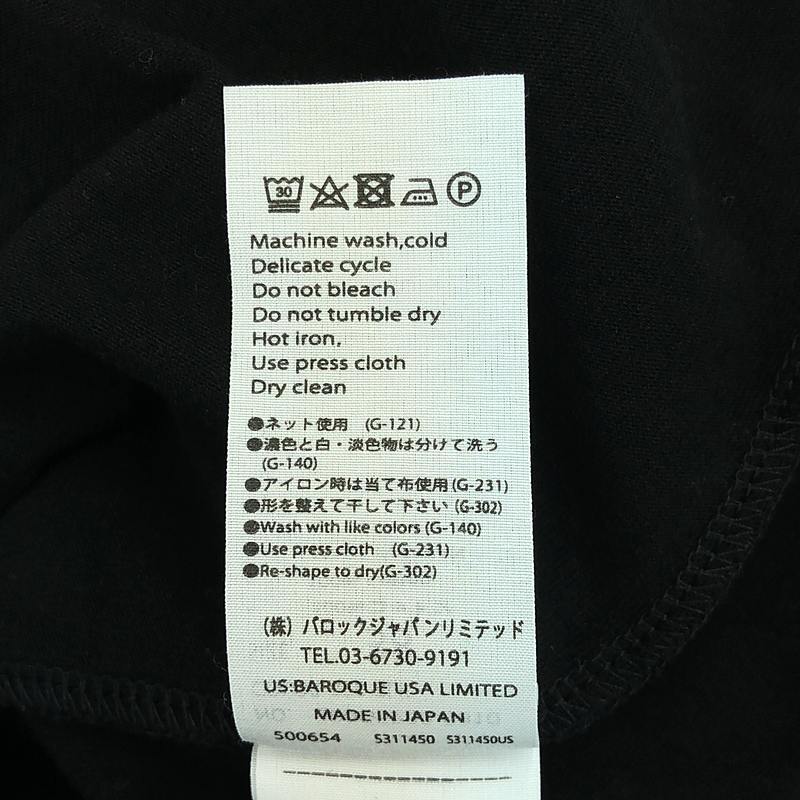 30 P
Machine wash,cold
Delicate cycle
Do not bleach
Do not tumble dry
Hot iron.
Use press cloth
Dry clean
●ネット使用 (G-121)
●濃色と白・淡色物は分けて洗う
(G-140)
●アイロン時は当て布使用(G-231)
●形を整えて干して下さい(G-302)
●Wash with like colors (G-140)
●Use press cloth (G-231)
●Re-shape to dry(G-302)
(株) バロックジャパンリミテッド
TEL.03-6730-9191
US:BAROQUE USA LIMITED
MADE IN JAPAN
500654 S311450 S311450US